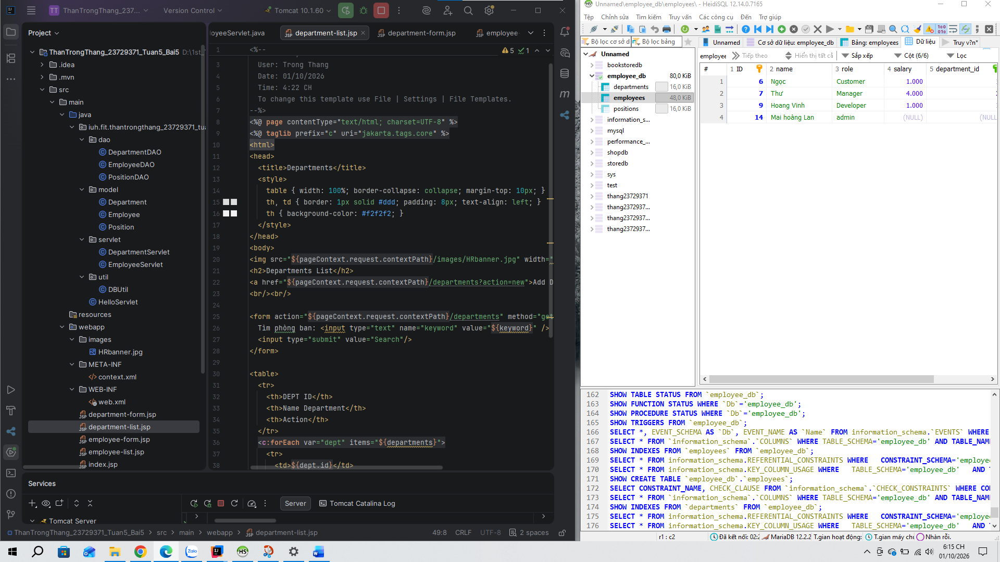 TT
ThanTrongThang_237...
Version Control
Tomcat 10.1.60
Project
ThanTrongThang_23729371_Tuan5_Bai5 D:\1st_
.idea
.mvn
src
main
java
iuh.fit.thantrongthang_23729371_tu
dao
DepartmentDAO
EmployeeDAO
PositionDAO
model
Department
Employee
Position
servlet
DepartmentServlet
EmployeeServlet
util
DBUtil
HelloServlet
resources
webapp
images
HRbanner.jpg
META-INF
context.xml
WEB-INF
web.xml
department-form.jsp
department-list.jsp
employee-form.jsp
employee-list.jsp
index.jsp
loyeeServlet.java
department-list.jsp
department-form.jsp
employee
5 1
1 <%--
3 User: Trong Thang
4 Date: 01/10/2026
5 Time: 4:22 CH
6 To change this template use File | Settings | File Templates.
7 --%>
8 <%@ page contentType="text/html; charset=UTF-8" %>
9 <%@ taglib prefix="c" uri="jakarta.tags.core" %>
10 <html>
11 <head>
12 <title>Departments</title>
13 <style>
14 table { width: 100%; border-collapse: collapse; margin-top: 10px; }
15 th, td { border: 1px solid #ddd; padding: 8px; text-align: left; }
16 th { background-color: #f2f2f2; }
17 </style>
18 </head>
19 <body>
20 <img src="${pageContext.request.contextPath}/images/HRbanner.jpg" width="
21 <h2>Departments List</h2>
22 <a href="${pageContext.request.contextPath}/departments?action=new">Add D
23 <br/><br/>
24
25 <form action="${pageContext.request.contextPath}/departments" method="get
26 Tìm phòng ban: <input type="text" name="keyword" value="${keyword}" />
27 <input type="submit" value="Search"/>
28 </form>
29
30 <table>
31 <tr>
32 <th>DEPT ID</th>
33 <th>Name Department</th>
34 <th>Action</th>
35 </tr>
36 <c:forEach var="dept" items="${departments}">
37 <tr>
38 <td>${dept.id}</td>
Services
Server
Tomcat Catalina Log
Tomcat Server
ThanTrongThang_23729371_Tuan5_Bai5 > src > main > webapp > department-list.jsp
49:8 CRLF UTF-8 2 spaces
HS Unnamed\employee_db\employees\ - HeidiSQL 12.14.0.7165
Tệp Chỉnh sửa Tìm kiếm Truy vấn Các công cụ Đến Trợ giúp
Bộ lọc cơ sở d
Bộ lọc bảng
Unnamed
Cơ sở dữ liệu: employee_db
Bảng: employees
Dữ liệu
Truy v?n*
Unnamed
bookstoredb
employee_db 80,0 KiB
departments 16,0 KiB
employees 48,0 KiB
positions 16,0 KiB
information_s...
mysql
performance_...
shopdb
storedb
sys
test
thang23729371
thang2372937...
thang2372937...
thang2372937...
employee Tiếp theo Hiển thị tất cả Sắp xếp Cột (6/6) Lọc
# 1 ID 2 name 3 role 4 salary 5 department_id
1 6 Ngọc Customer 1.000
2 7 Thư Manager 4.000
3 9 Hoang Vinh Developer 1.000
4 14 Mai hoàng Lan admin (NULL) (NULL
162 SHOW TABLE STATUS FROM `employee_db`;
163 SHOW FUNCTION STATUS WHERE `Db`='employee_db';
164 SHOW PROCEDURE STATUS WHERE `Db`='employee_db';
165 SHOW TRIGGERS FROM `employee_db`;
166 SELECT *, EVENT_SCHEMA AS `Db`, EVENT_NAME AS `Name` FROM information_schema.`EVENTS` WHERE
167 SELECT * FROM `information_schema`.`COLUMNS` WHERE TABLE_SCHEMA='employee_db' AND TABLE_NAM
168 SHOW INDEXES FROM `employees` FROM `employee_db`;
169 SELECT * FROM information_schema.REFERENTIAL_CONSTRAINTS WHERE CONSTRAINT_SCHEMA='employe
170 SELECT * FROM information_schema.KEY_COLUMN_USAGE WHERE TABLE_SCHEMA='employee_db' AND
171 SHOW CREATE TABLE `employee_db`.`employees`;
172 SELECT CONSTRAINT_NAME, CHECK_CLAUSE FROM `information_schema`.`CHECK_CONSTRAINTS` WHERE CO
173 SELECT * FROM `information_schema`.`COLUMNS` WHERE TABLE_SCHEMA='employee_db' AND TABLE_NAM
174 SHOW INDEXES FROM `departments` FROM `employee_db`;
175 SELECT * FROM information_schema.REFERENTIAL_CONSTRAINTS WHERE CONSTRAINT_SCHEMA='employe
176 SELECT * FROM information_schema.KEY_COLUMN_USAGE WHERE TABLE_SCHEMA='employee_db' AND
r1 : c2 Đã kết nối: 02:2 MariaDB 12.2.2 T.gian hoạt động: T.gian máy ch Nhàn rỗi.
Zalo
HS
6:15 CH
01/10/2026